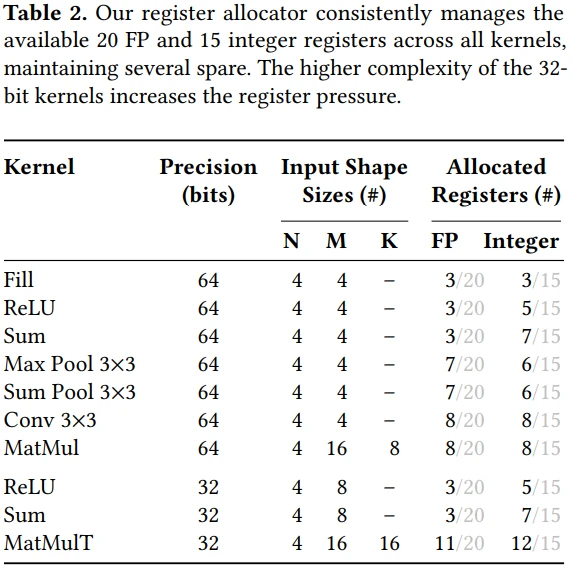 Table 2. Our register allocator consistently manages the
available 20 FP and 15 integer registers across all kernels,
maintaining several spare. The higher complexity of the 32-
bit kernels increases the register pressure.
Kernel Precision Input Shape Allocated
(bits) Sizes (#) Registers (#)
N M K FP Integer
Fill 64 4 4 – 3/20 3/15
ReLU 64 4 4 – 3/20 5/15
Sum 64 4 4 – 3/20 7/15
Max Pool 3×3 64 4 4 – 7/20 6/15
Sum Pool 3×3 64 4 4 – 7/20 6/15
Conv 3×3 64 4 4 – 8/20 8/15
MatMul 64 4 16 8 8/20 8/15
ReLU 32 4 8 – 3/20 5/15
Sum 32 4 8 – 3/20 7/15
MatMulT 32 4 16 16 11/20 12/15